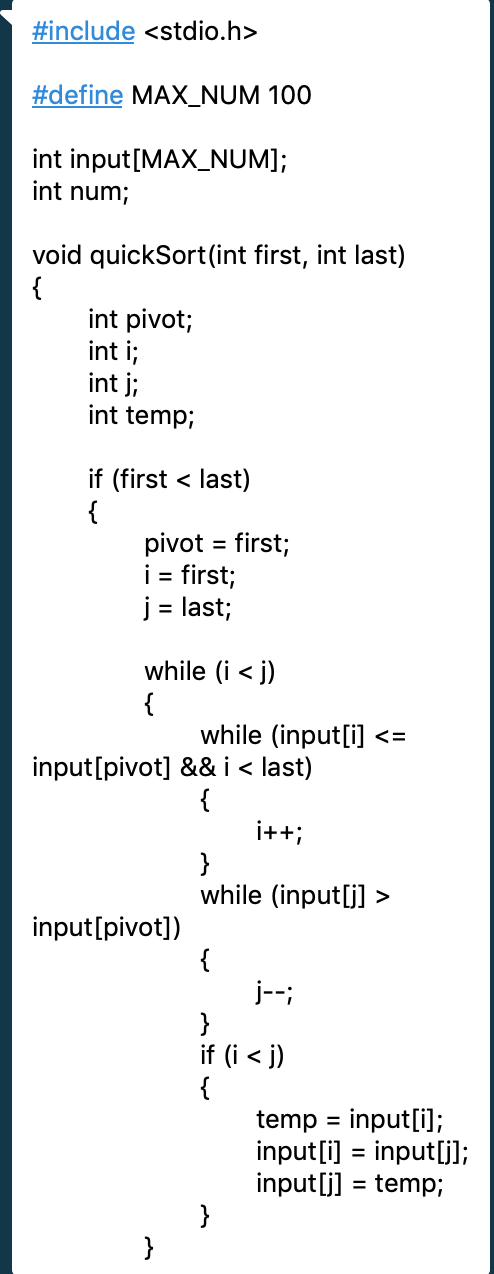 #include <stdio.h>
#define MAX_NUM 100
int input[MAX_NUM];
int num;
void quickSort(int first, int last)
{
int pivot;
int i;
int j;
int temp;
if (first < last)
{
pivot = first;
i = first;
j = last;
while (i < j)
{
while (input[i] <=
input[pivot] && i < last)
{
i++;
}
while (input[j] >
input[pivot])
{
j--;
}
if (i < j)
{
temp = input[i];
input[i] = input[j];
input[j] = temp;
}
}